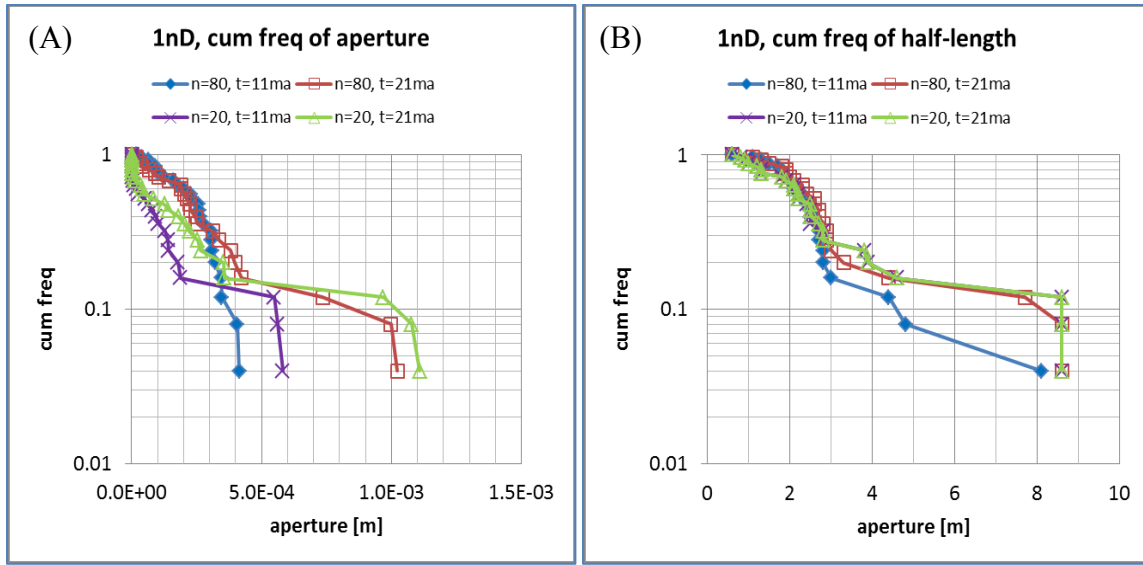 (A)
1nD, cum freq of aperture
n=80, t=11ma n=80, t=21ma
n=20, t=11ma n=20, t=21ma
1
0.1
0.01
cum freq
0.0E+00 5.0E-04 1.0E-03 1.5E-03
aperture [m]
(B)
1nD, cum freq of half-length
n=80, t=11ma n=80, t=21ma
n=20, t=11ma n=20, t=21ma
1
0.1
0.01
cum freq
0 2 4 6 8 10
aperture [m]